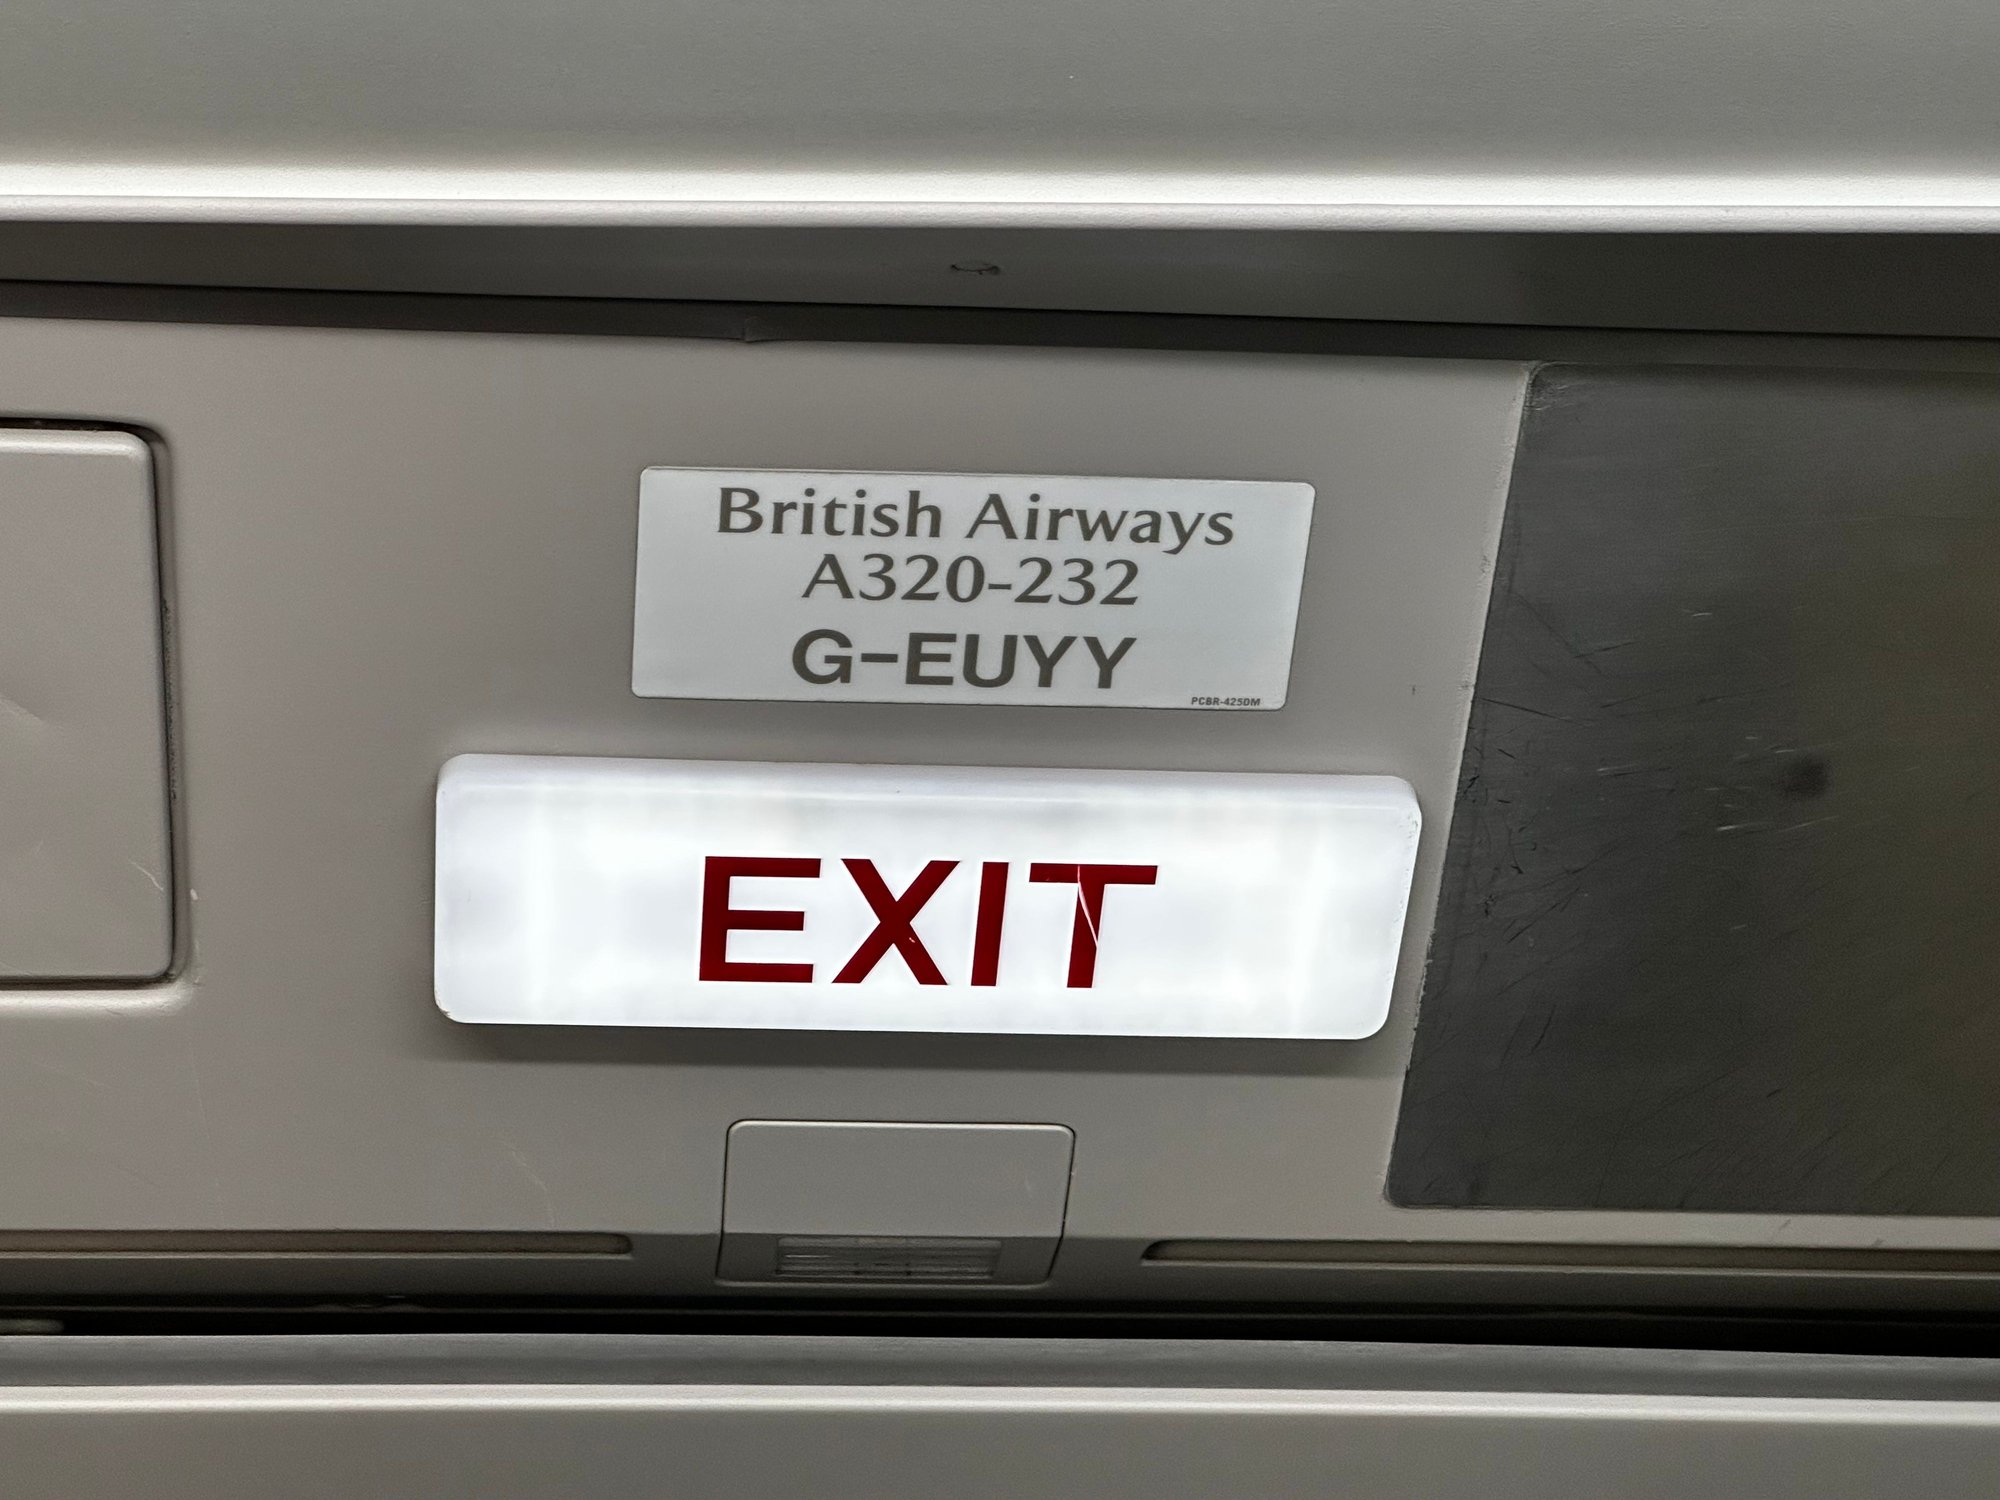 British Airways
A320-232
G-EUYY
PCBR-425DM
EXIT